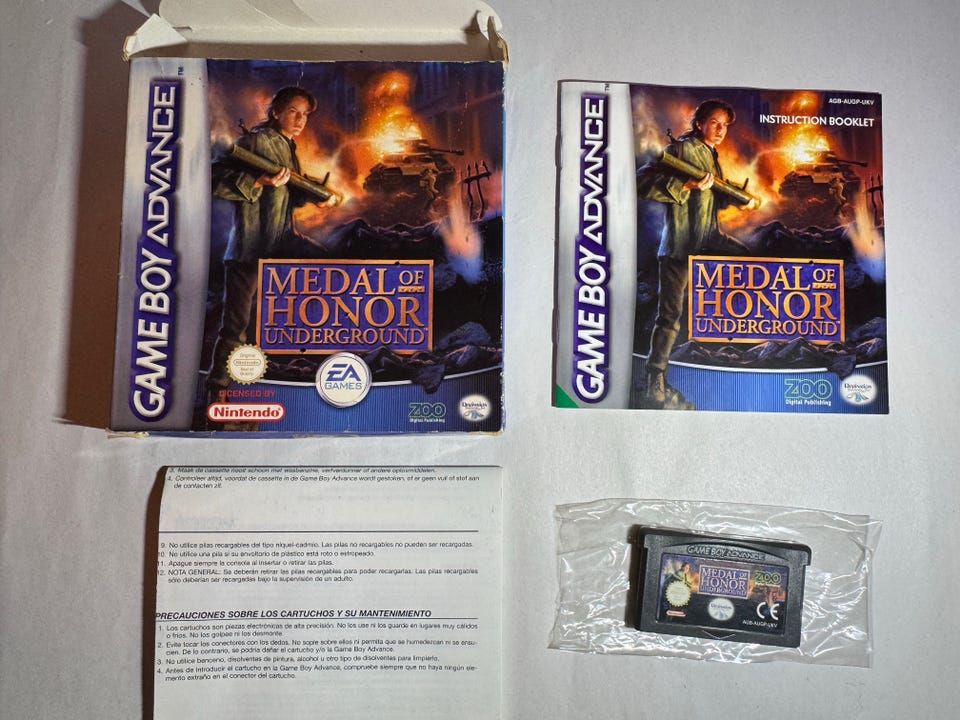 GAME BOY ADVANCE
TM
MEDAL OF
HONOR
UNDERGROUND
Original
Nintendo
Seal of
Quality
LICENSED BY
Nintendo
EA
GAMES
ZOO
Digital Publishing
GAME BOY ADVANCE
TM
AGB-AUGP-UKV
INSTRUCTION BOOKLET
MEDAL OF
HONOR
UNDERGROUND
ZOO
Digital Publishing
3. Maak de cassette nooit schoon met wasbenzine, verfverdunner of andere oplosmiddelen.
4. Controleer altijd, voordat de cassette in de Game Boy Advance wordt gestoken, of er geen vuil of stof aan
de contacten zit.
9. No utilice pilas recargables del tipo níquel-cadmio. Las pilas no recargables no pueden ser recargadas.
10. No utilice una pila si su envoltorio de plástico está roto o estropeado.
11. Apague siempre la consola al insertar o retirar las pilas.
12. NOTA GENERAL: Se deberán retirar las pilas recargables para poder recargarlas. Las pilas recargables
sólo deberían ser recargadas bajo la supervisión de un adulto.
PRECAUCIONES SOBRE LOS CARTUCHOS Y SU MANTENIMIENTO
1. Los cartuchos son piezas electrónicas de alta precisión. No los use ni los guarde en lugares muy cálidos
o fríos. No los golpee ni los desmonte.
2. Evite tocar los conectores con los dedos. No sople sobre ellos ni permita que se humedezcan ni se ensu-
cien. De lo contrario, se podría dañar el cartucho y/o la Game Boy Advance.
3. No utilice benceno, disolventes de pintura, alcohol u otro tipo de disolventes para limpiarlo.
4. Antes de introducir el cartucho en la Game Boy Advance, compruebe siempre que no haya ningún ele-
mento extraño en el conector del cartucho.
GAME BOY ADVANCE
MEDAL OF
HONOR
UNDERGROUND
ZOO
CE
AGB-AUGP-UKV